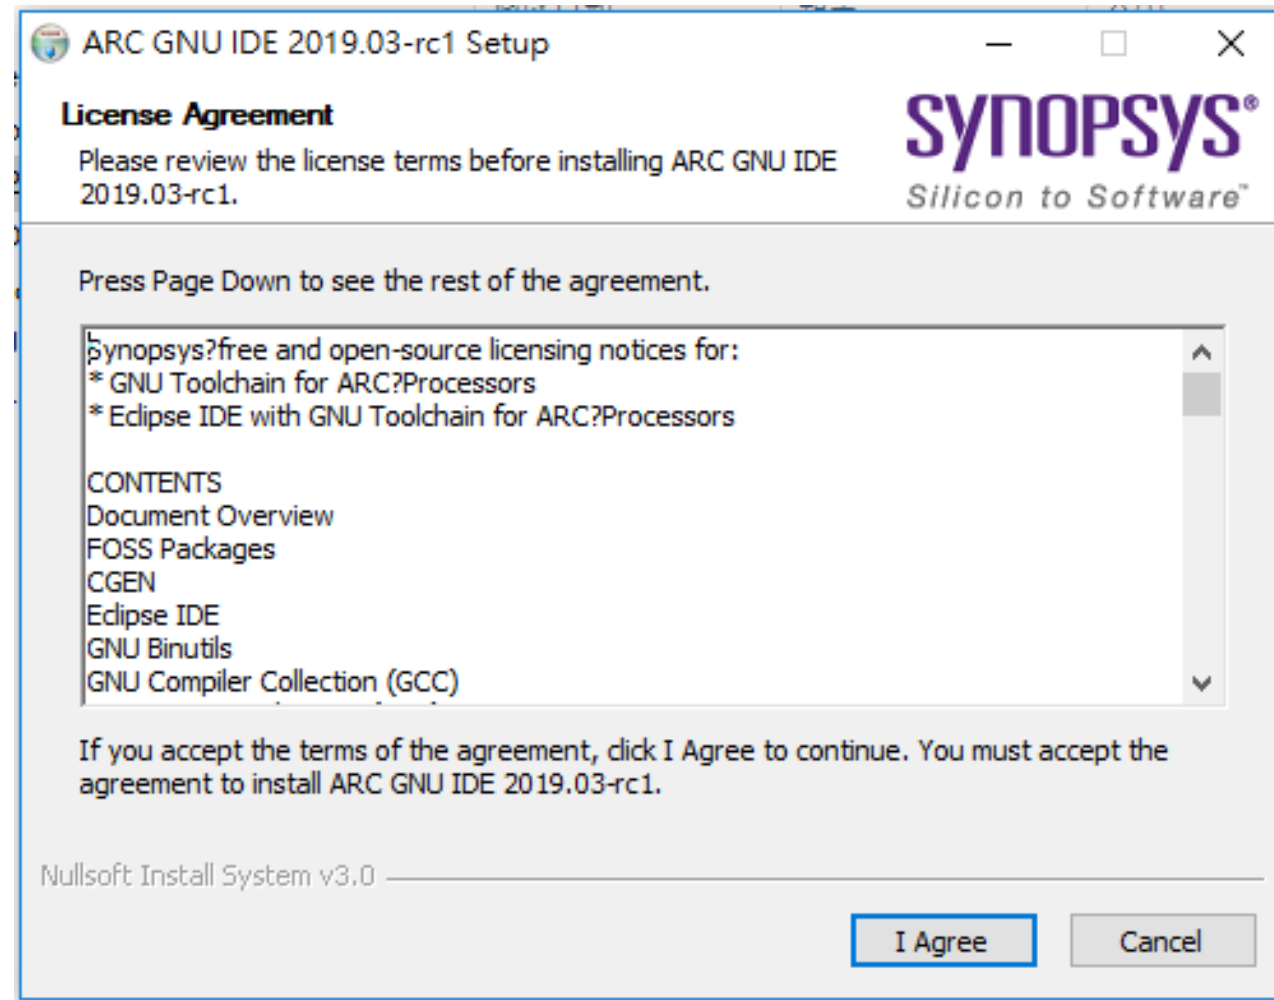 ARC GNU IDE 2019.03-rc1 Setup
License Agreement
Please review the license terms before installing ARC GNU IDE
2019.03-rc1.
SYNOPSYS®
Silicon to Software™
Press Page Down to see the rest of the agreement.
Synopsys?free and open-source licensing notices for:
* GNU Toolchain for ARC?Processors
* Eclipse IDE with GNU Toolchain for ARC?Processors
CONTENTS
Document Overview
FOSS Packages
CGEN
Eclipse IDE
GNU Binutils
GNU Compiler Collection (GCC)
If you accept the terms of the agreement, click I Agree to continue. You must accept the
agreement to install ARC GNU IDE 2019.03-rc1.
Nullsoft Install System v3.0
I Agree
Cancel